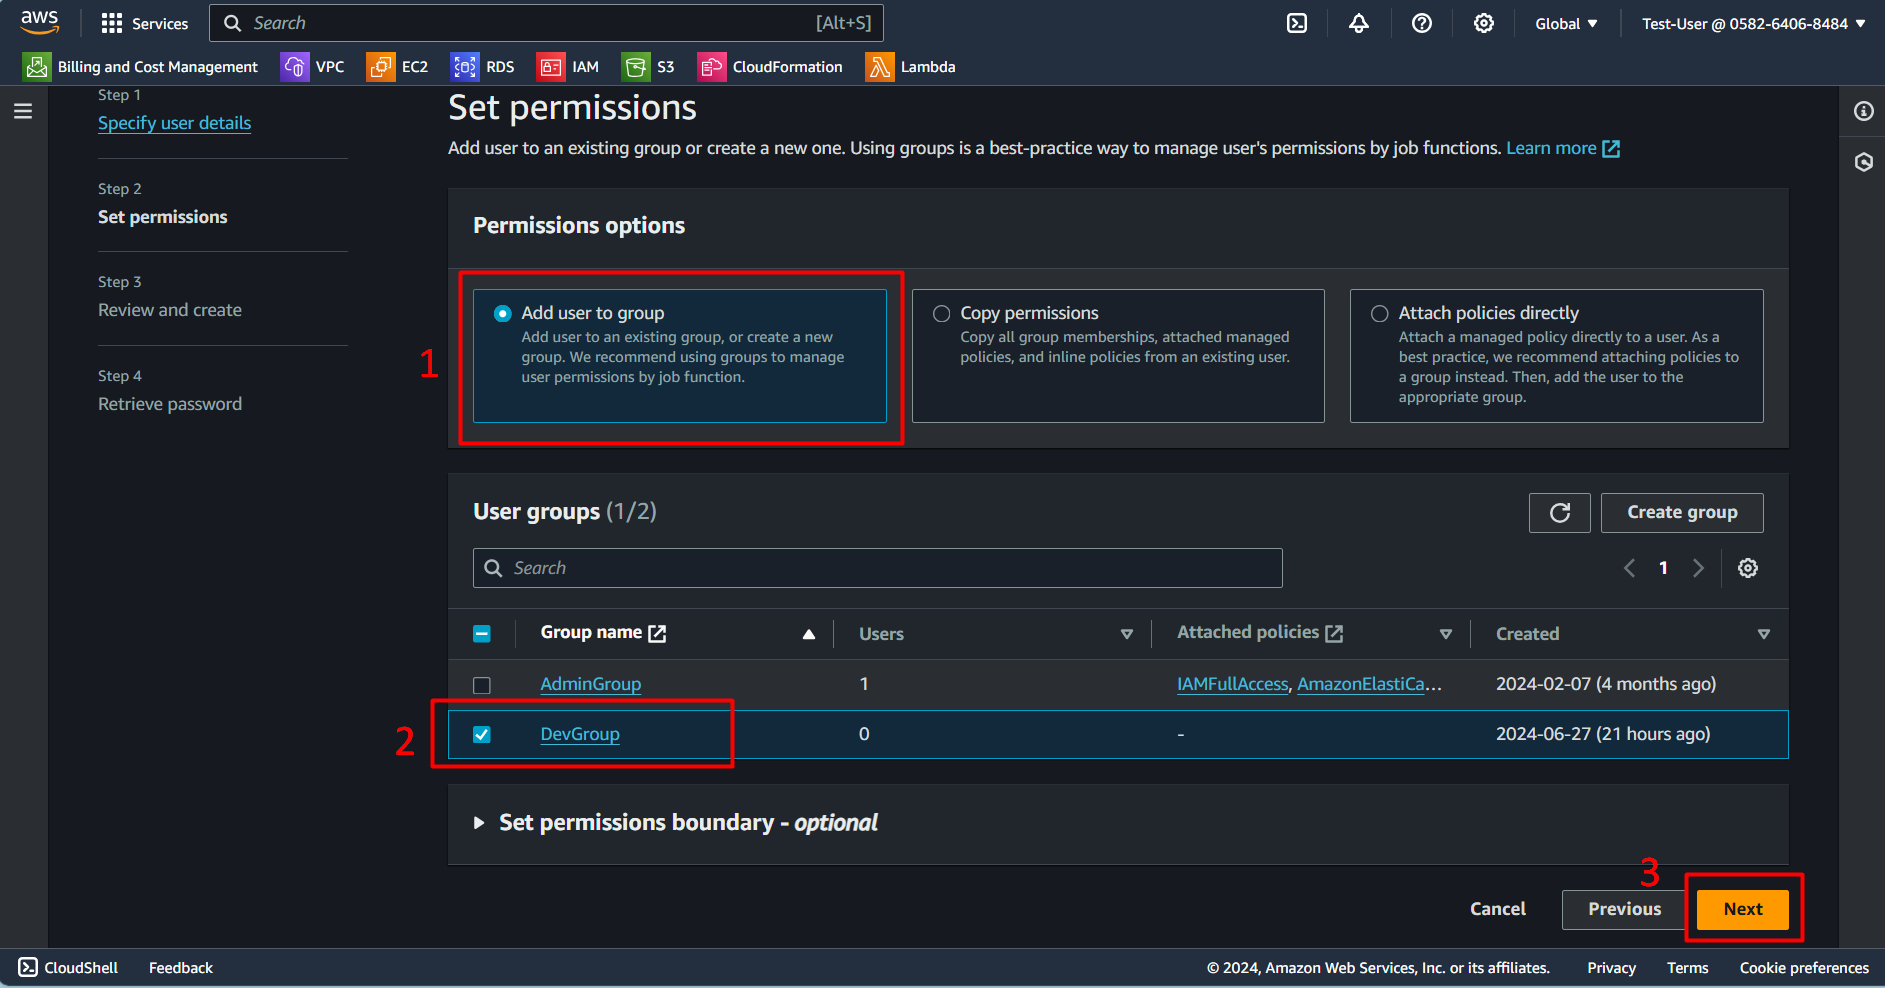 aws
Services
Search
[Alt+S]
Global
Test-User @ 0582-6406-8484
Billing and Cost Management
VPC
EC2
RDS
IAM
S3
CloudFormation
Lambda
Step 1
Specify user details
Step 2
Set permissions
Step 3
Review and create
Step 4
Retrieve password
Set permissions
Add user to an existing group or create a new one. Using groups is a best-practice way to manage user's permissions by job functions. Learn more
Permissions options
1
Add user to group
Add user to an existing group, or create a new
group. We recommend using groups to manage
user permissions by job function.
Copy permissions
Copy all group memberships, attached managed
policies, and inline policies from an existing user.
Attach policies directly
Attach a managed policy directly to a user. As a
best practice, we recommend attaching policies to
a group instead. Then, add the user to the
appropriate group.
User groups (1/2)
Create group
Search
1
Group name
Users
Attached policies
Created
AdminGroup
1
IAMFullAccess, AmazonElastiCa...
2024-02-07 (4 months ago)
2
DevGroup
0
-
2024-06-27 (21 hours ago)
Set permissions boundary - optional
3
Cancel
Previous
Next
CloudShell
Feedback
© 2024, Amazon Web Services, Inc. or its affiliates.
Privacy
Terms
Cookie preferences